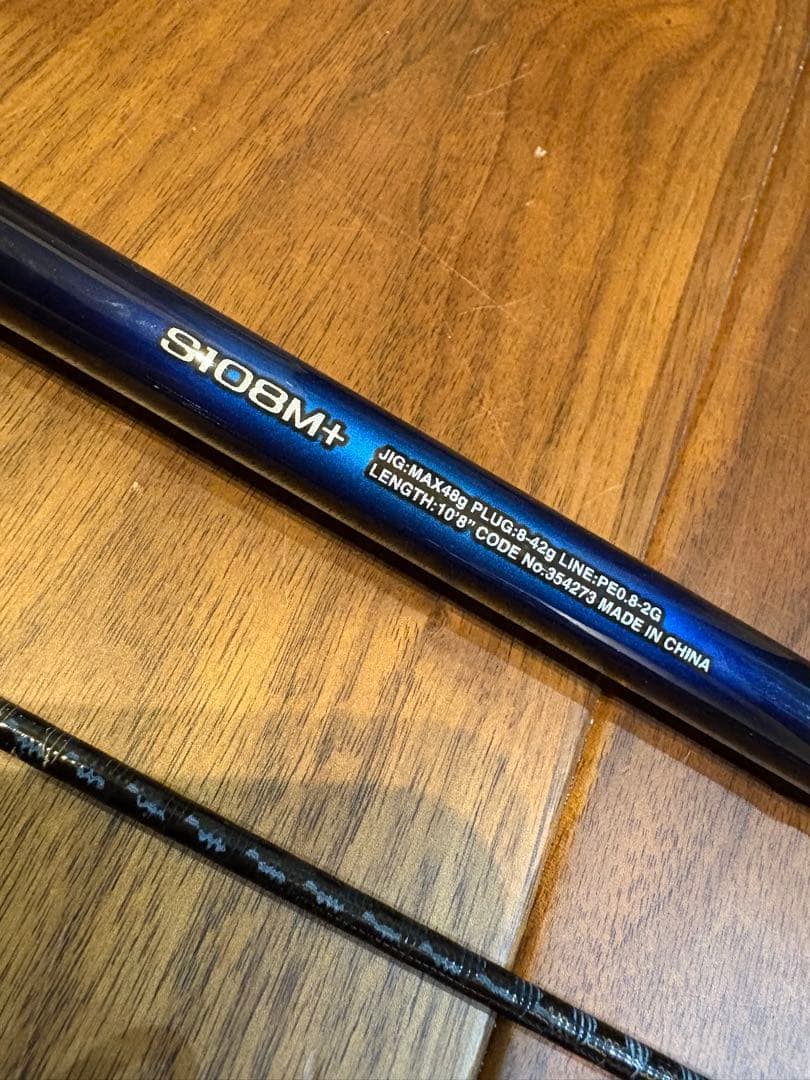 S108M+
JIG:MAX48g PLUG:8-42g LINE:PE0.8-2G
LENGTH:10'8" CODE No.354273 MADE IN CHINA